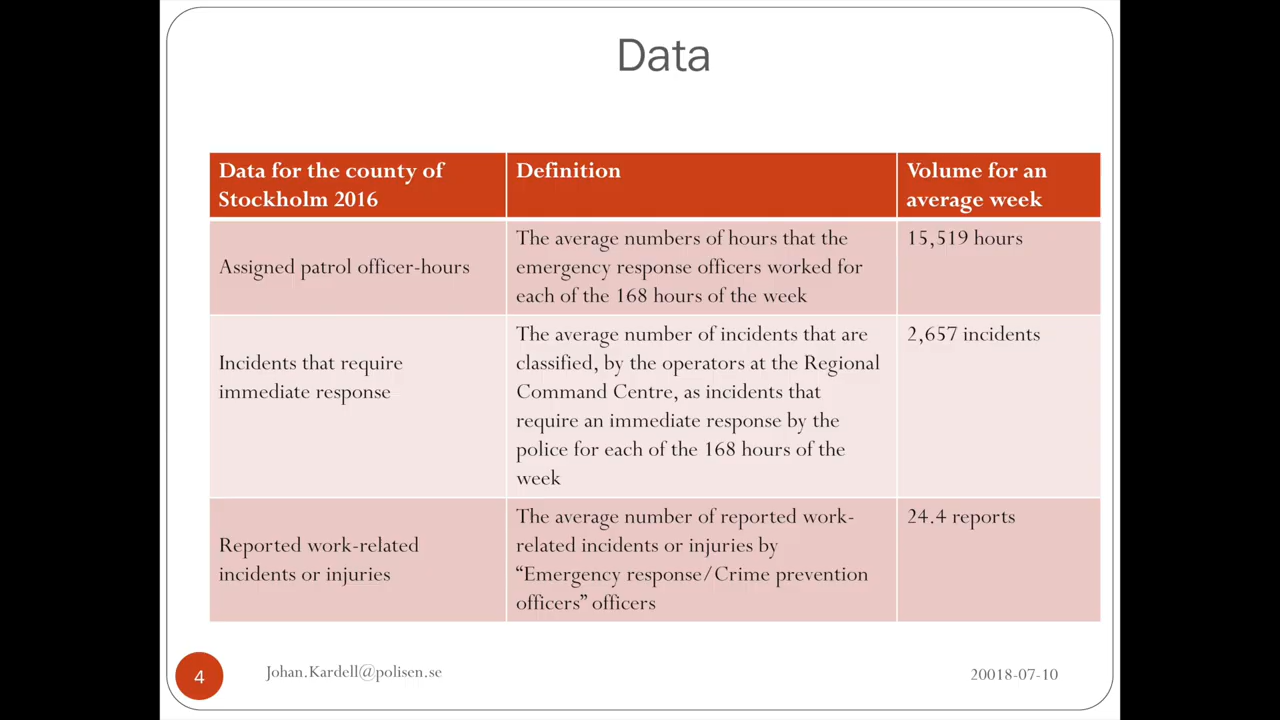 Data
Data for the county of
Stockholm 2016
Definition
Volume for an
average week
Assigned patrol officer-hours
The average numbers of hours that the
emergency response officers worked for
each of the 168 hours of the week
15,519 hours
Incidents that require
immediate response
The average number of incidents that are
classified, by the operators at the Regional
Command Centre, as incidents that
require an immediate response by the
police for each of the 168 hours of the
week
2,657 incidents
Reported work-related
incidents or injuries
The average number of reported work-
related incidents or injuries by
“Emergency response/Crime prevention
officers” officers
24.4 reports
4
Johan.Kardell@polisen.se
20018-07-10